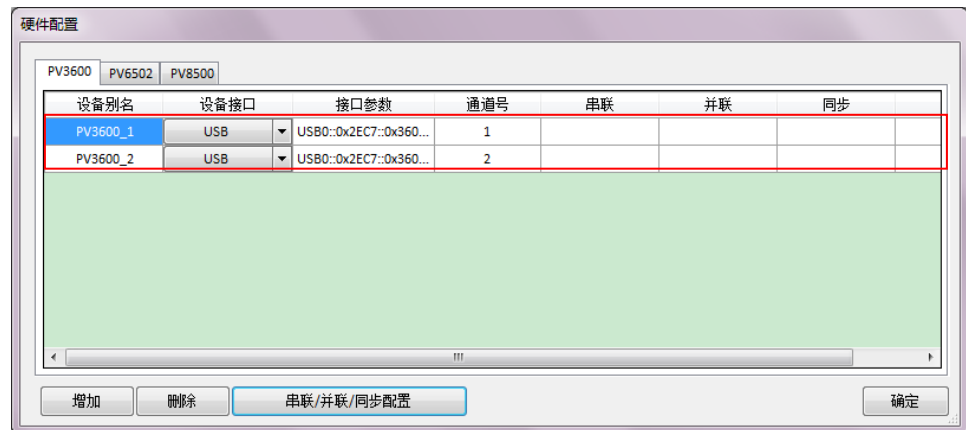 硬件配置
PV3600 PV6502 PV8500
设备别名 设备接口 接口参数 通道号 串联 并联 同步
PV3600_1 USB USB0::0x2EC7::0x360... 1
PV3600_2 USB USB0::0x2EC7::0x360... 2
增加 删除 串联/并联/同步配置 确定